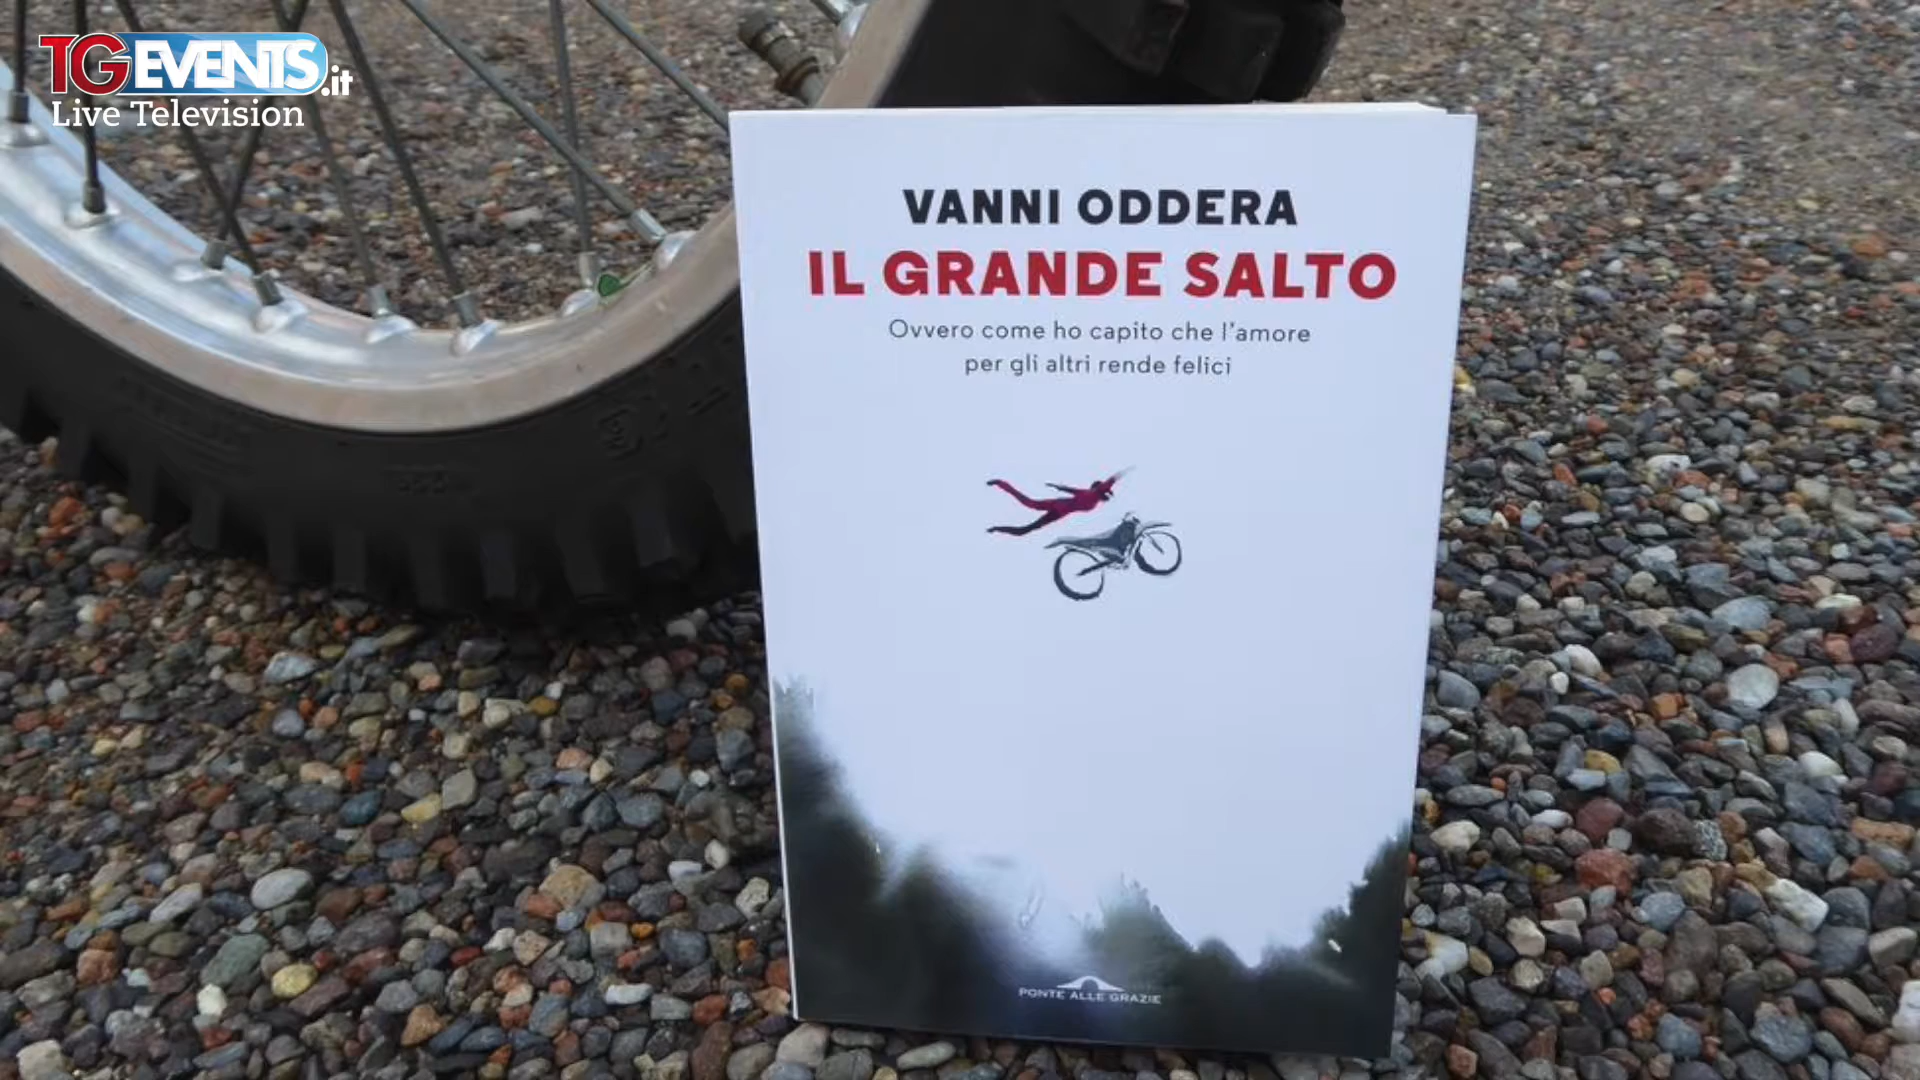 TGEVENTS.it
Live Television
VANNI ODDERA
IL GRANDE SALTO
Ovvero come ho capito che l'amore
per gli altri rende felici
PONTE ALLE GRAZIE